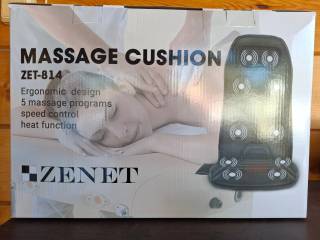 MASSAGE CUSHION
ZET-814
Ergonomic design
5 massage programs
speed control
heat function
ZENET